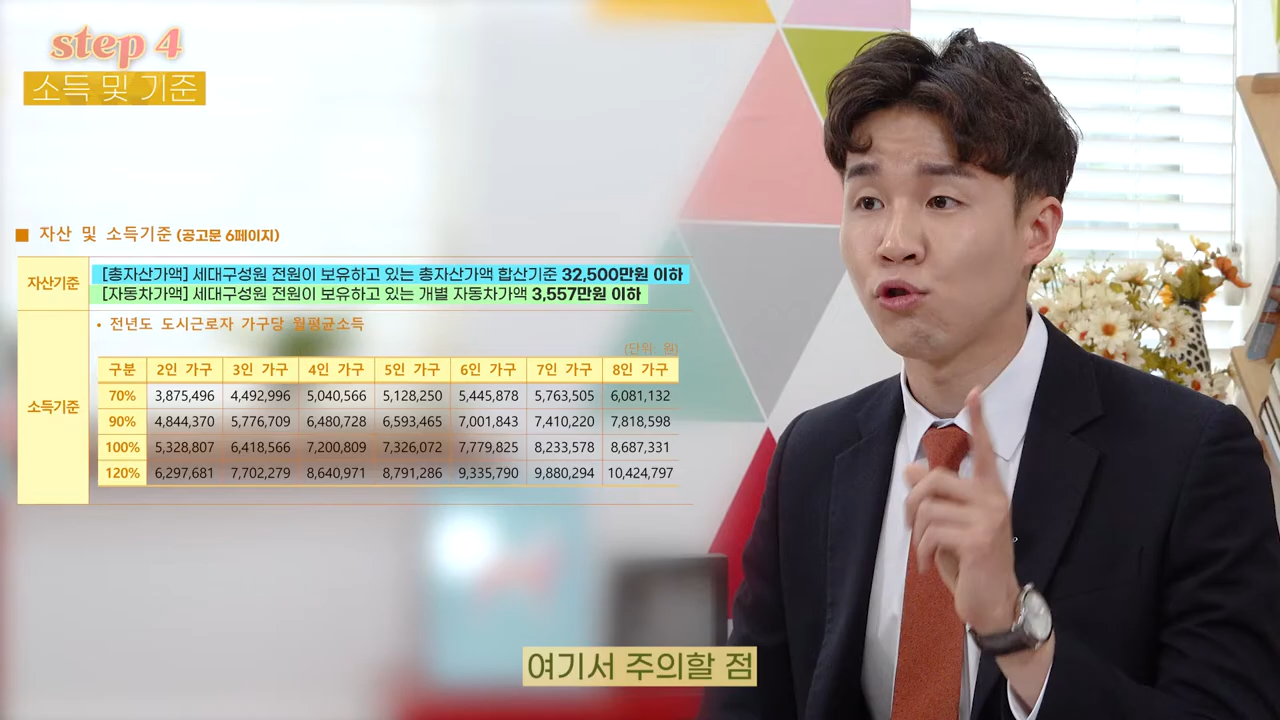 step 4
소득 및 기준
■ 자산 및 소득기준 (공고문 6페이지)
자산기준
[총자산가액] 세대구성원 전원이 보유하고 있는 총자산가액 합산기준 32,500만원 이하
[자동차가액] 세대구성원 전원이 보유하고 있는 개별 자동차가액 3,557만원 이하
소득기준
• 전년도 도시근로자 가구당 월평균소득
(단위: 원)
구분 2인 가구 3인 가구 4인 가구 5인 가구 6인 가구 7인 가구 8인 가구
70% 3,875,496 4,492,996 5,040,566 5,128,250 5,445,878 5,763,505 6,081,132
90% 4,844,370 5,776,709 6,480,728 6,593,465 7,001,843 7,410,220 7,818,598
100% 5,328,807 6,418,566 7,200,809 7,326,072 7,779,825 8,233,578 8,687,331
120% 6,297,681 7,702,279 8,640,971 8,791,286 9,335,790 9,880,294 10,424,797
여기서 주의할 점